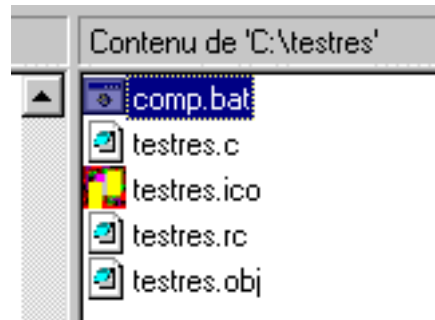 Contenu de 'C:\testres'
comp.bat
testres.c
testres.ico
testres.rc
testres.obj